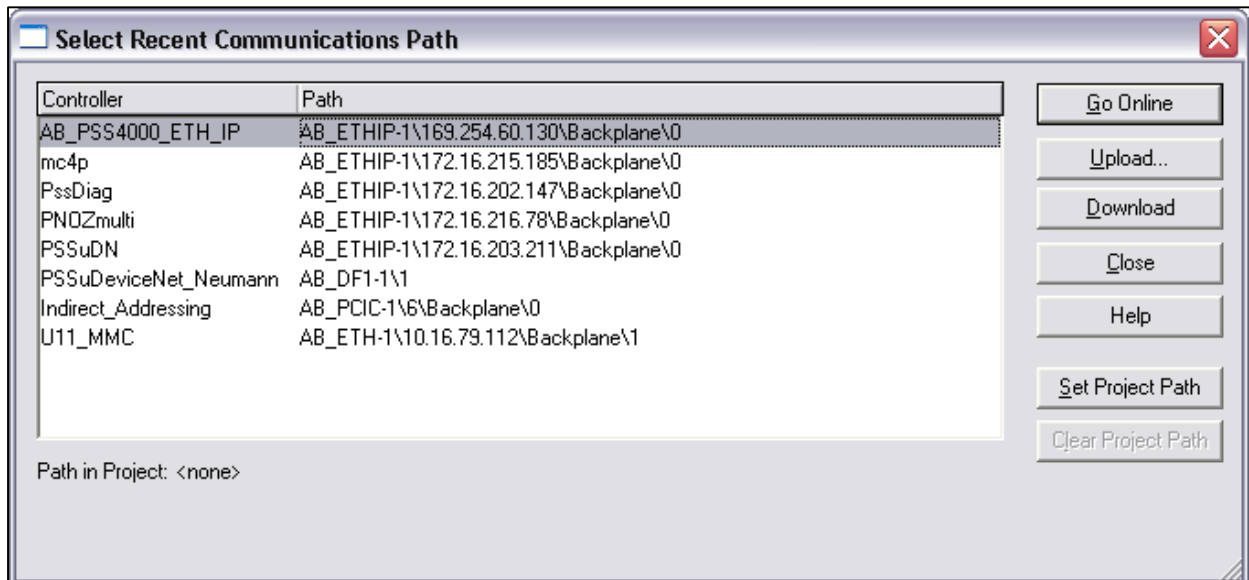 Select Recent Communications Path
Controller Path
AB_PSS4000_ETH_IP AB_ETHIP-1\169.254.60.130\Backplane\0
mc4p AB_ETHIP-1\172.16.215.185\Backplane\0
PssDiag AB_ETHIP-1\172.16.202.147\Backplane\0
PNOZmulti AB_ETHIP-1\172.16.216.78\Backplane\0
PSSuDN AB_ETHIP-1\172.16.203.211\Backplane\0
PSSuDeviceNet_Neumann AB_DF1-1\1
Indirect_Addressing AB_PCIC-1\6\Backplane\0
U11_MMC AB_ETH-1\10.16.79.112\Backplane\1
Path in Project: <none>
Go Online
Upload...
Download
Close
Help
Set Project Path
Clear Project Path